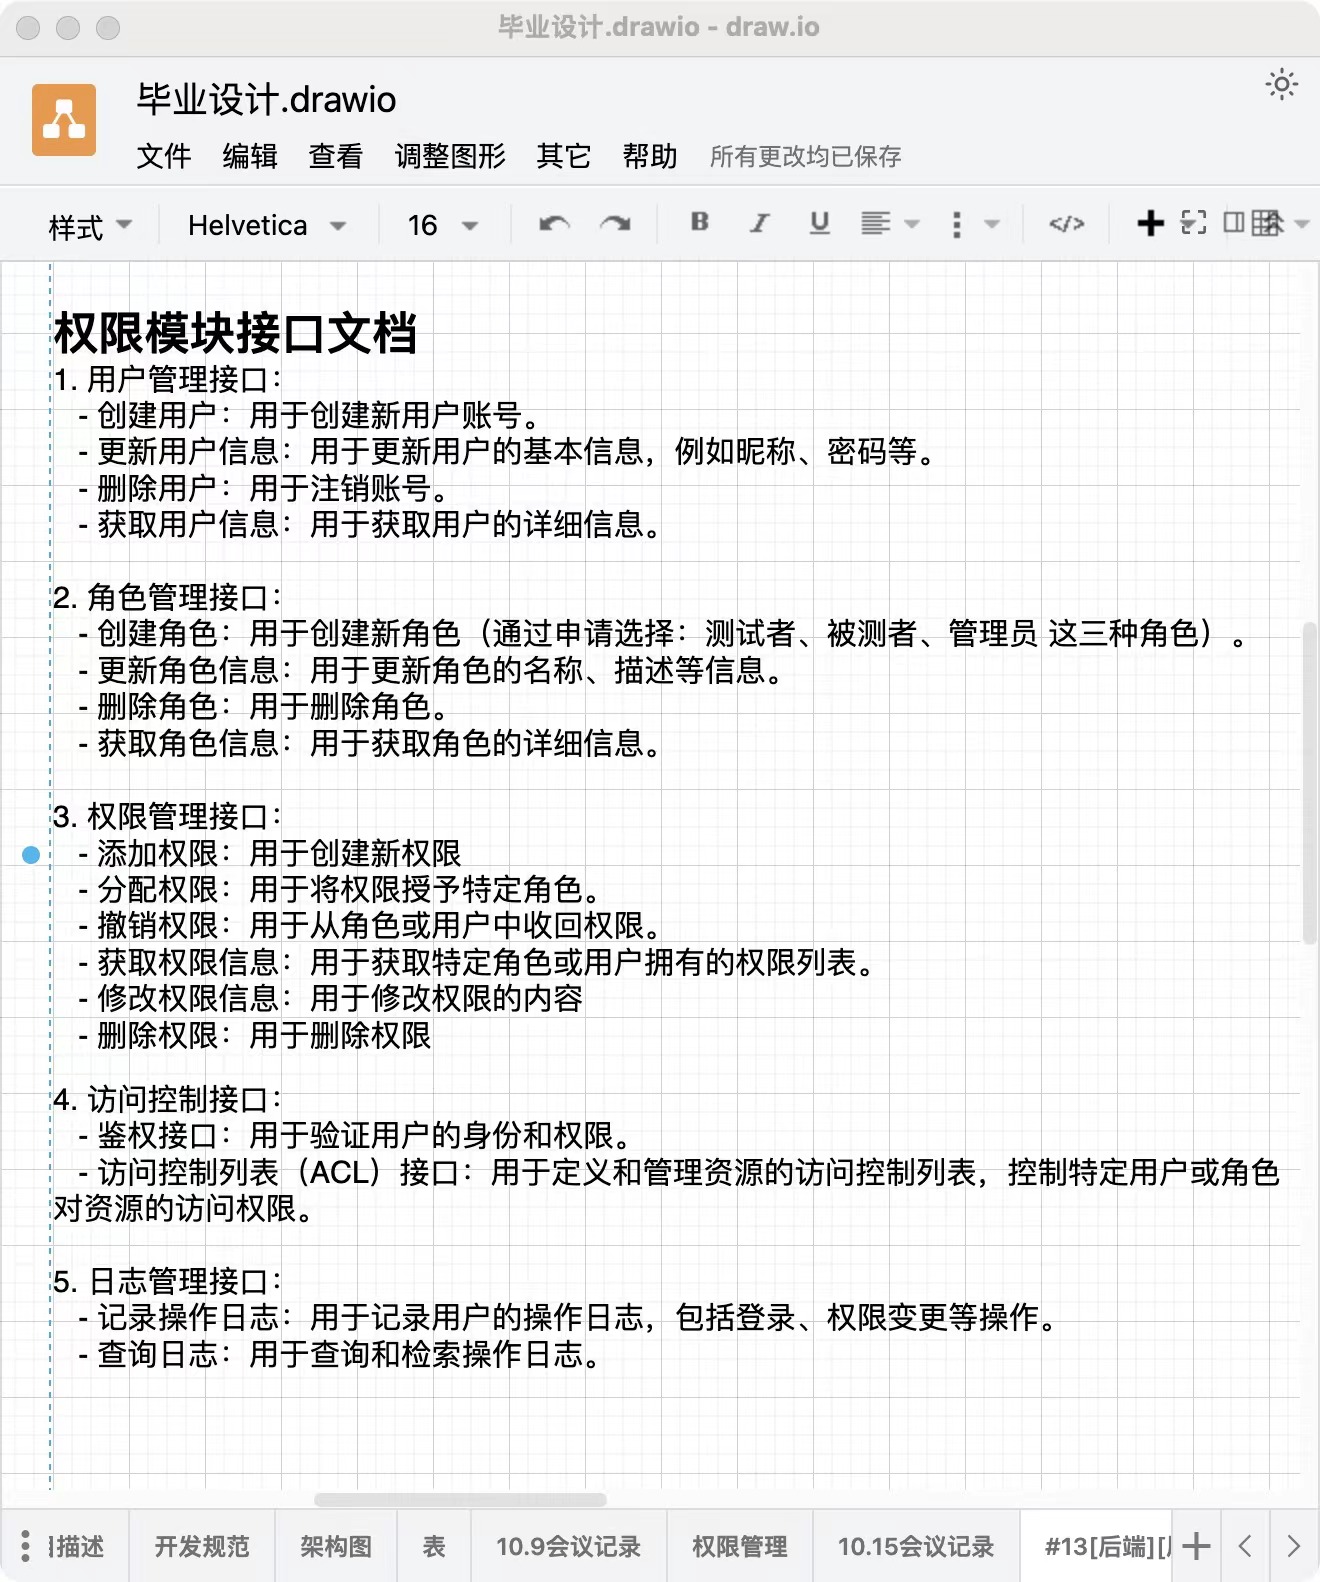 毕业设计.drawio - draw.io
毕业设计.drawio
文件 编辑 查看 调整图形 其它 帮助 所有更改均已保存
样式 Helvetica 16 B I U </>
权限模块接口文档
1. 用户管理接口：
- 创建用户：用于创建新用户账号。
- 更新用户信息：用于更新用户的基本信息，例如昵称、密码等。
- 删除用户：用于注销账号。
- 获取用户信息：用于获取用户的详细信息。
2. 角色管理接口：
- 创建角色：用于创建新角色（通过申请选择：测试者、被测者、管理员 这三种角色）。
- 更新角色信息：用于更新角色的名称、描述等信息。
- 删除角色：用于删除角色。
- 获取角色信息：用于获取角色的详细信息。
3. 权限管理接口：
- 添加权限：用于创建新权限
- 分配权限：用于将权限授予特定角色。
- 撤销权限：用于从角色或用户中收回权限。
- 获取权限信息：用于获取特定角色或用户拥有的权限列表。
- 修改权限信息：用于修改权限的内容
- 删除权限：用于删除权限
4. 访问控制接口：
- 鉴权接口：用于验证用户的身份和权限。
- 访问控制列表（ACL）接口：用于定义和管理资源的访问控制列表，控制特定用户或角色
对资源的访问权限。
5. 日志管理接口：
- 记录操作日志：用于记录用户的操作日志，包括登录、权限变更等操作。
- 查询日志：用于查询和检索操作日志。
描述 开发规范 架构图 表 10.9会议记录 权限管理 10.15会议记录 #13[后端][